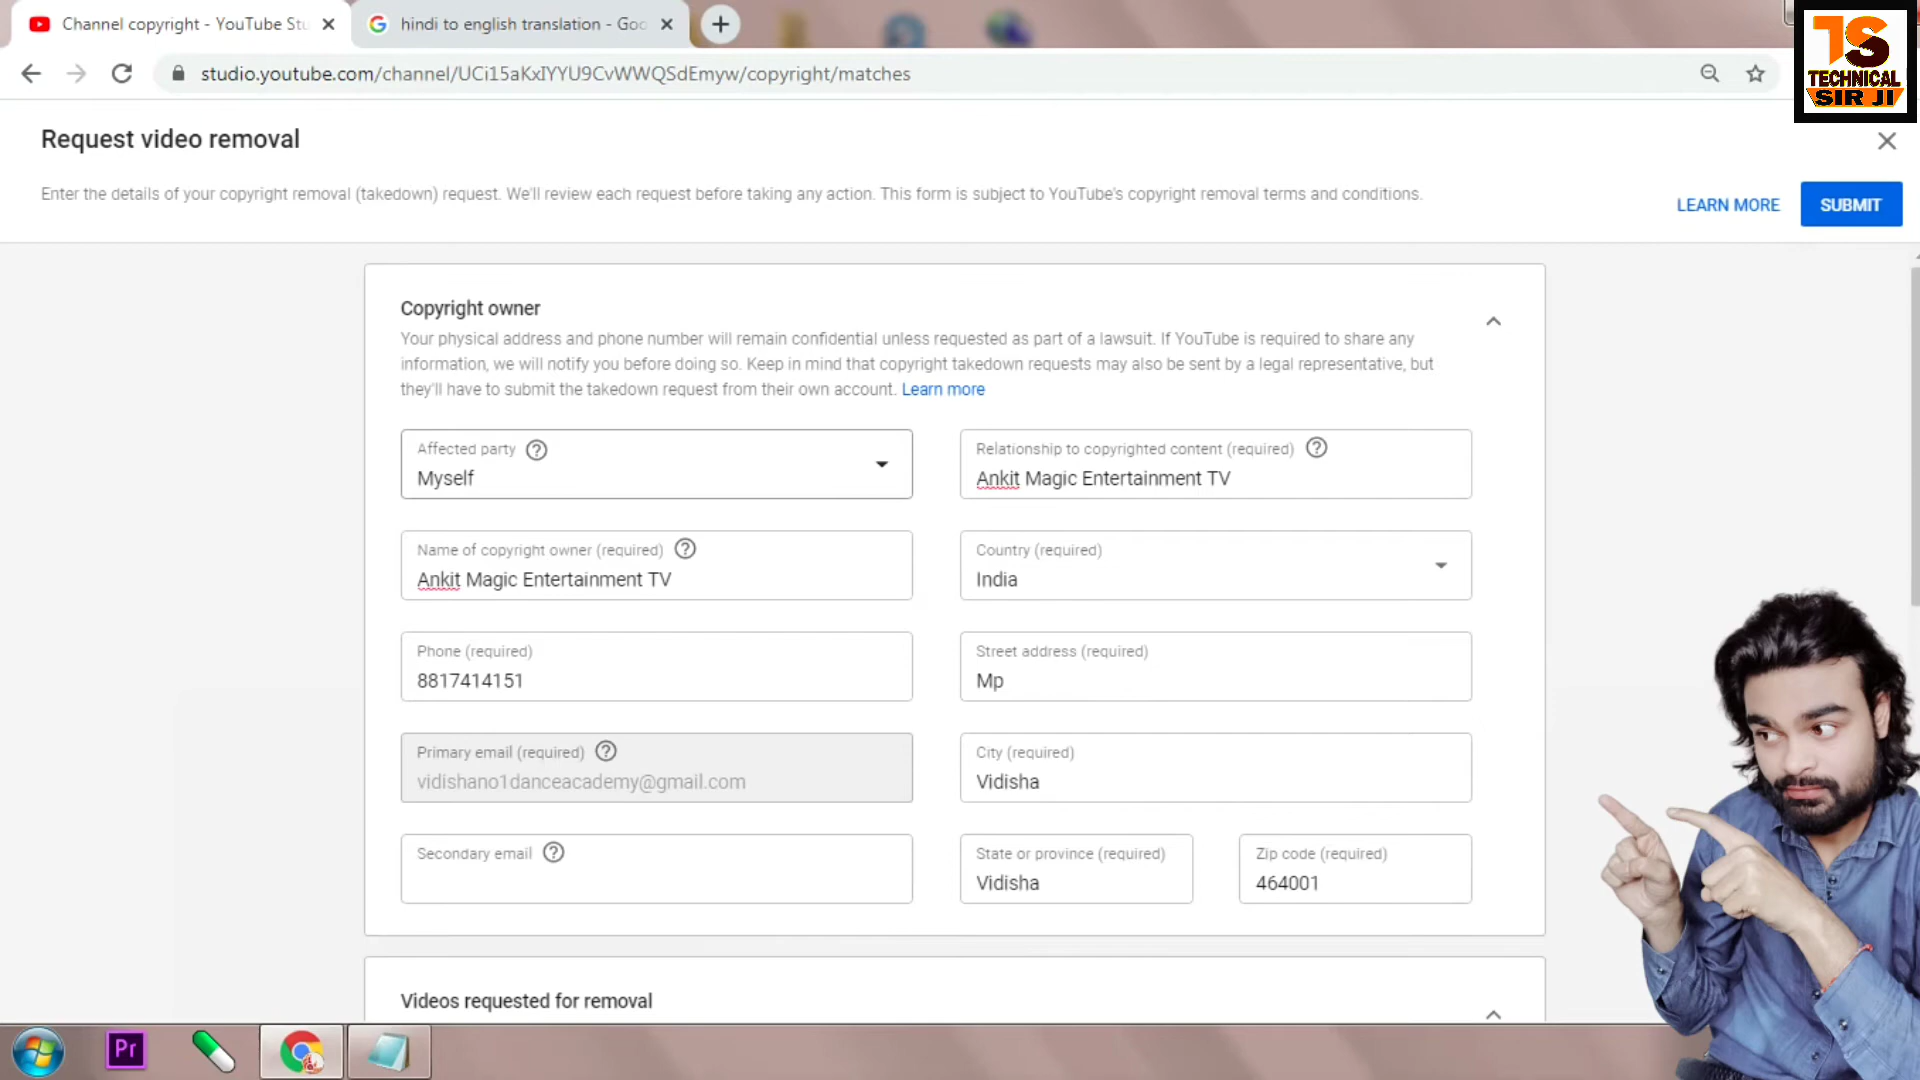 Channel copyright - YouTube Stu
hindi to english translation - Goo
studio.youtube.com/channel/UCi15aKxIYYU9CvWWQSdEmyw/copyright/matches
TS
TECHNICAL
SIR JI
Request video removal
Enter the details of your copyright removal (takedown) request. We'll review each request before taking any action. This form is subject to YouTube's copyright removal terms and conditions.
LEARN MORE
SUBMIT
Copyright owner
Your physical address and phone number will remain confidential unless requested as part of a lawsuit. If YouTube is required to share any
information, we will notify you before doing so. Keep in mind that copyright takedown requests may also be sent by a legal representative, but
they'll have to submit the takedown request from their own account. Learn more
Affected party
Myself
Relationship to copyrighted content (required)
Ankit Magic Entertainment TV
Name of copyright owner (required)
Ankit Magic Entertainment TV
Country (required)
India
Phone (required)
8817414151
Street address (required)
Mp
Primary email (required)
vidishano1danceacademy@gmail.com
City (required)
Vidisha
Secondary email
State or province (required)
Vidisha
Zip code (required)
464001
Videos requested for removal
Pr